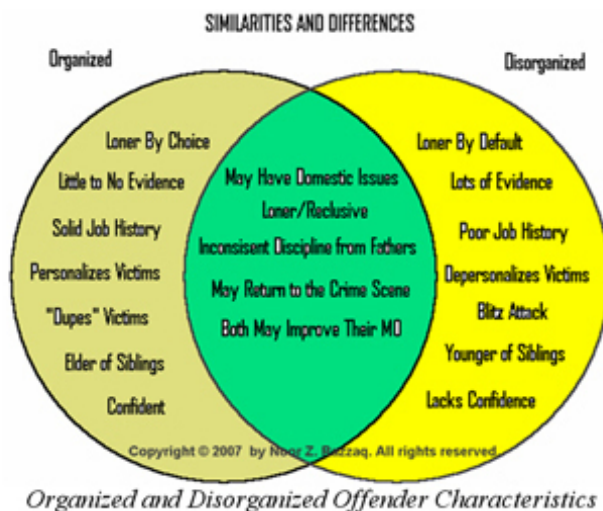 SIMILARITIES AND DIFFERENCES
Organized
Disorganized
Loner By Choice
Little to No Evidence
Solid Job History
Personalizes Victims
"Dupes" Victims
Elder of Siblings
Confident
May Have Domestic Issues
Loner/Reclusive
Inconsisent Discipline from Fathers
May Return to the Crime Scene
Both May Improve Their MO
Loner By Default
Lots of Evidence
Poor Job History
Depersonalizes Victims
Blitz Attack
Younger of Siblings
Lacks Confidence
Copyright © 2007 by Noor Z. Razzaq. All rights reserved.
Organized and Disorganized Offender Characteristics